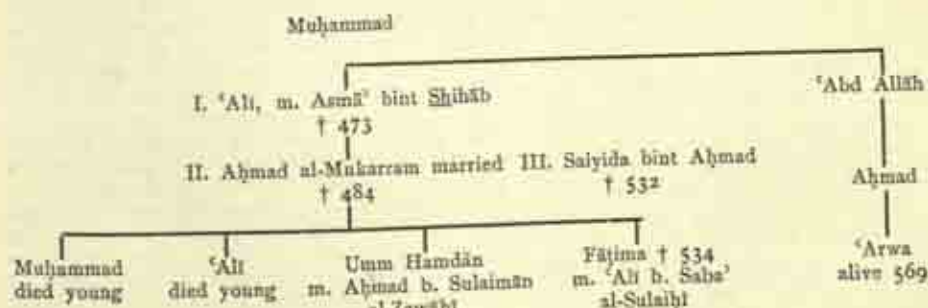 Muḥammad
I. ʿAlī, m. Asmāʾ bint Shihāb
† 473
ʿAbd Allāh
II. Aḥmad al-Mukarram married III. Saiyida bint Aḥmad
† 484
† 532
Aḥmad
Muḥammad
died young
ʿAlī
died young
Umm Hamdān
m. Aḥmad b. Sulaimān
al-Zawāḥī
Fāṭima † 534
m. ʿAlī b. Sabaʾ
al-Sulaiḥī
ʿArwa
alive 569